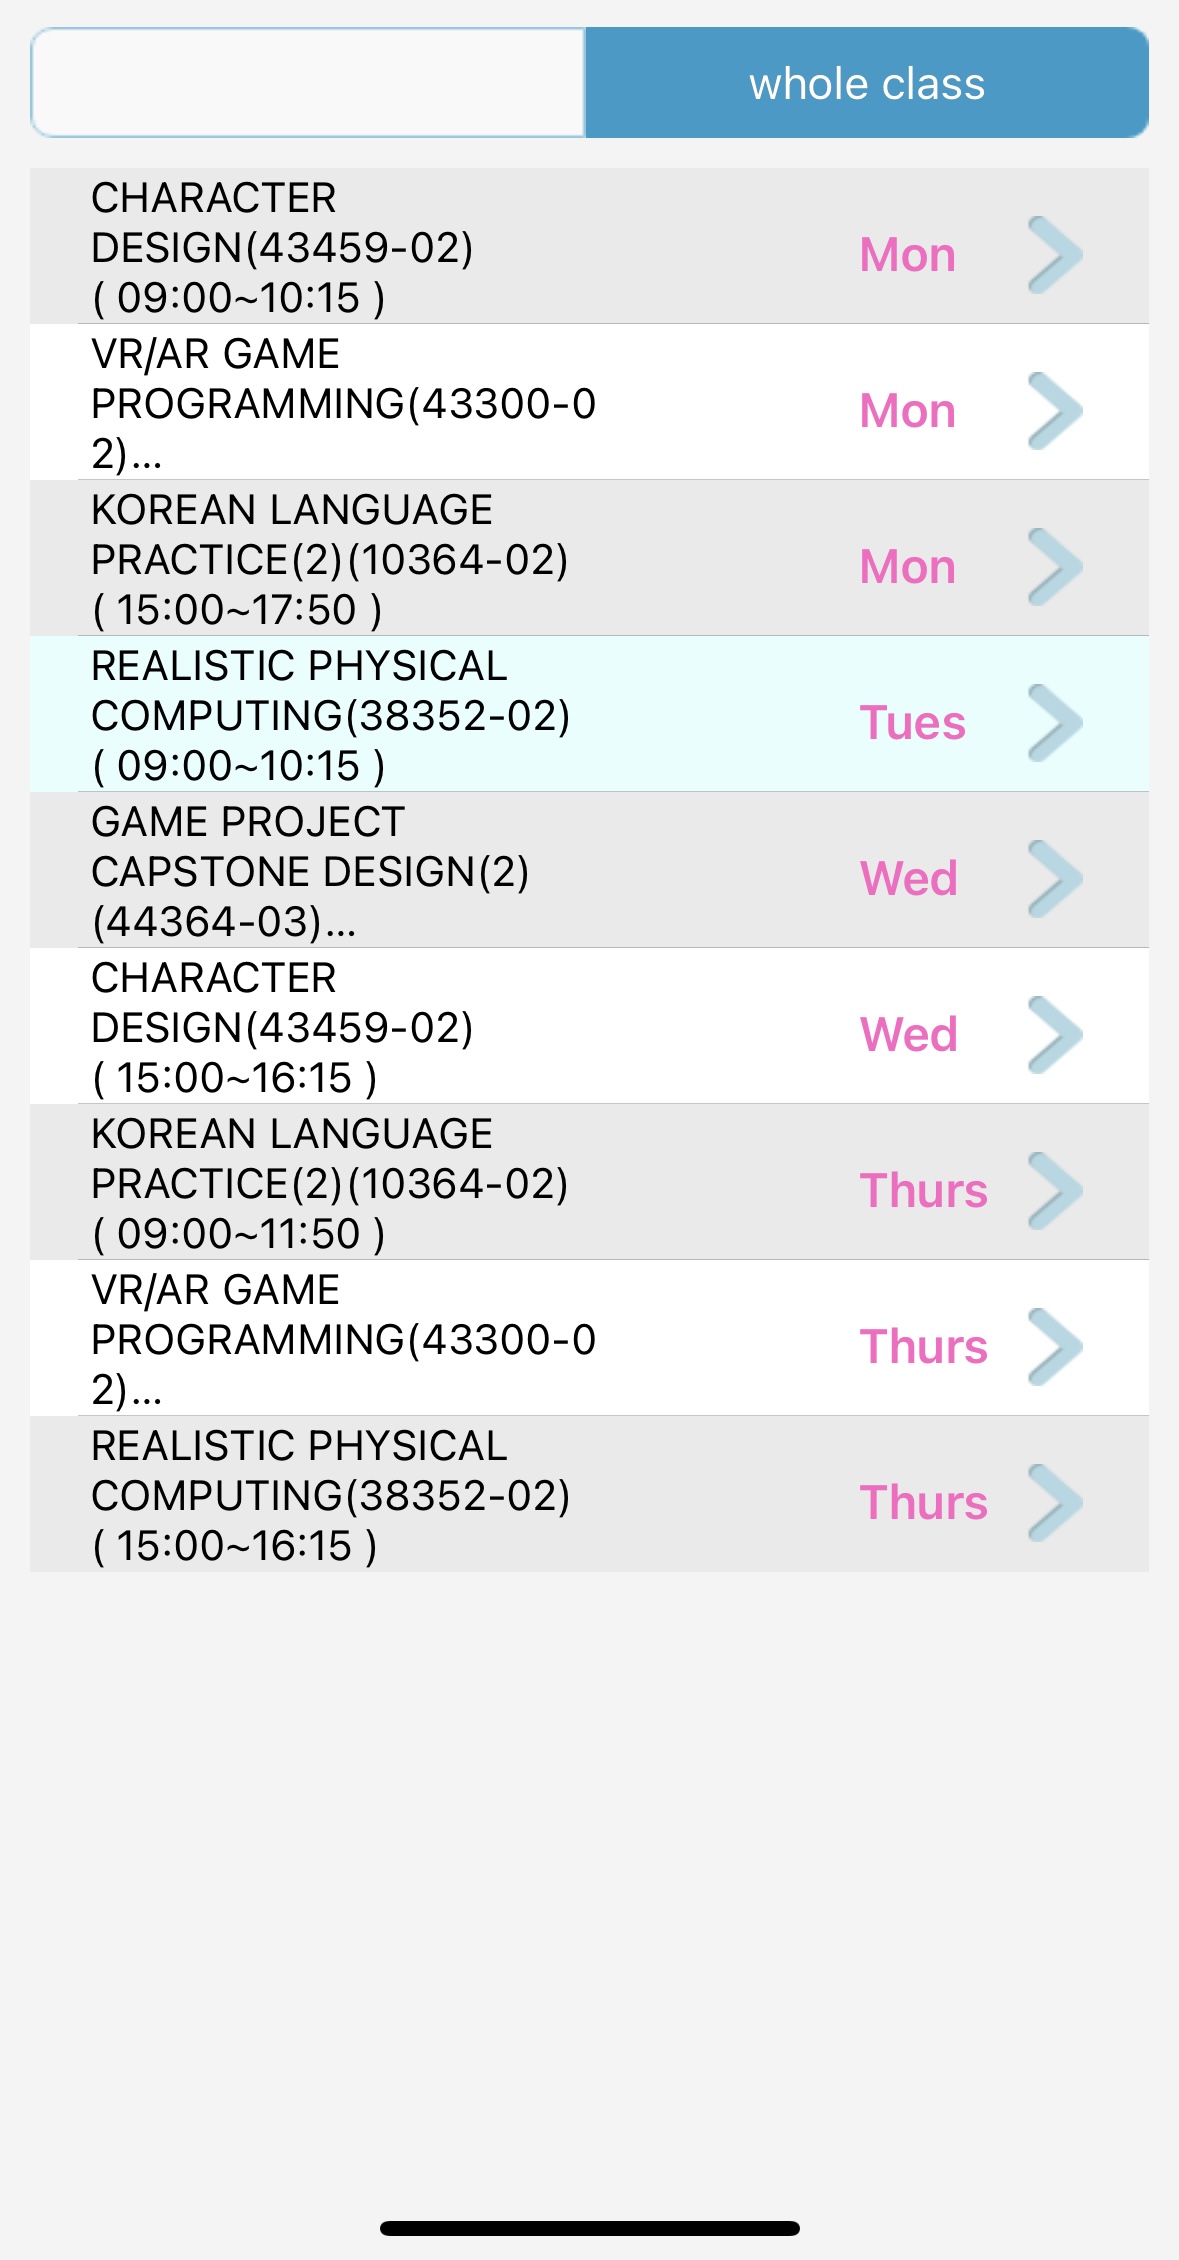 whole class
CHARACTER
DESIGN(43459-02)
( 09:00~10:15 )
Mon
VR/AR GAME
PROGRAMMING(43300-0
2)...
Mon
KOREAN LANGUAGE
PRACTICE(2)(10364-02)
( 15:00~17:50 )
Mon
REALISTIC PHYSICAL
COMPUTING(38352-02)
( 09:00~10:15 )
Tues
GAME PROJECT
CAPSTONE DESIGN(2)
(44364-03)...
Wed
CHARACTER
DESIGN(43459-02)
( 15:00~16:15 )
Wed
KOREAN LANGUAGE
PRACTICE(2)(10364-02)
( 09:00~11:50 )
Thurs
VR/AR GAME
PROGRAMMING(43300-0
2)...
Thurs
REALISTIC PHYSICAL
COMPUTING(38352-02)
( 15:00~16:15 )
Thurs